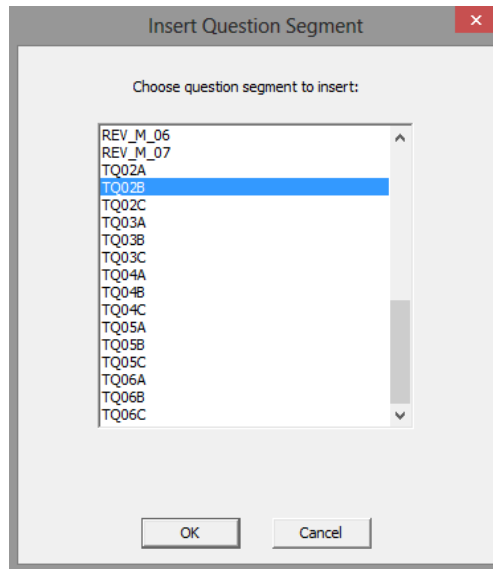 Insert Question Segment
Choose question segment to insert:
REV_M_06
REV_M_07
TQ02A
TQ02B
TQ02C
TQ03A
TQ03B
TQ03C
TQ04A
TQ04B
TQ04C
TQ05A
TQ05B
TQ05C
TQ06A
TQ06B
TQ06C
OK Cancel